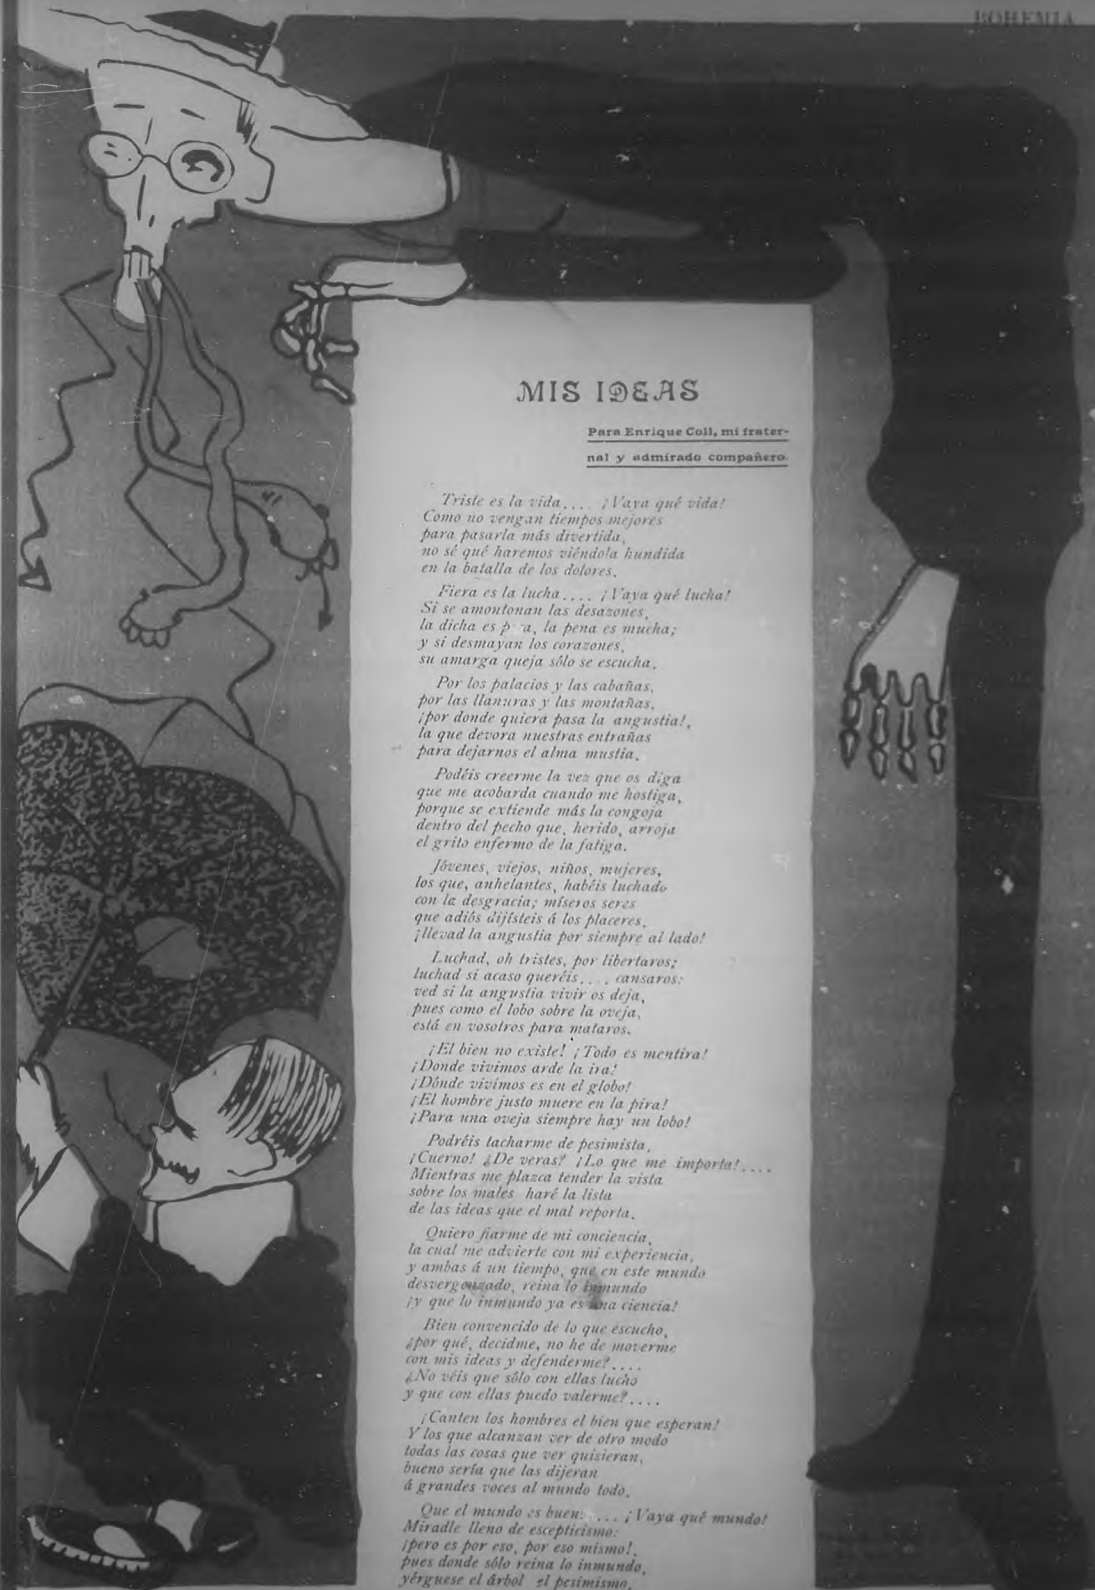 BOHEMIA
MIS IDEAS
Para Enrique Coll, mi frater-
nal y admirado compañero.
Triste es la vida.... ¡Vaya qué vida!
Como no vengan tiempos mejores
para pasarla más divertida,
no sé qué haremos viéndola hundida
en la batalla de los dolores.
Fiera es la lucha.... ¡Vaya qué lucha!
Si se amontonan las desazones,
la dicha es p a, la pena es mucha;
y si desmayan los corazones,
su amarga queja sólo se escucha.
Por los palacios y las cabañas,
por las llanuras y las montañas,
¡por donde quiera pasa la angustia!,
la que devora nuestras entrañas
para dejarnos el alma mustia.
Podéis creerme la vez que os diga
que me acobarda cuando me hostiga,
porque se extiende más la congoja
dentro del pecho que, herido, arroja
el grito enfermo de la fatiga.
Jóvenes, viejos, niños, mujeres,
los que, anhelantes, habéis luchado
con la desgracia; míseros seres
que adiós dijísteis á los placeres,
¡llevad la angustia por siempre al lado!
Luchad, oh tristes, por libertaros;
luchad si acaso queréis.... cansaros:
ved si la angustia vivir os deja,
pues como el lobo sobre la oveja,
está en vosotros para mataros.
¡El bien no existe! ¡Todo es mentira!
¡Donde vivimos arde la ira!
¡Dónde vivimos es en el globo!
¡El hombre justo muere en la pira!
¡Para una oveja siempre hay un lobo!
Podréis tacharme de pesimista,
¡Cuerno! ¿De veras? ¡Lo que me importa!....
Mientras me plazca tender la vista
sobre los males haré la lista
de las ideas que el mal reporta.
Quiero fiarme de mi conciencia,
la cual me advierte con mi experiencia,
y ambas á un tiempo, que en este mundo
desvergonzado, reina lo inmundo
¡y que lo inmundo ya es una ciencia!
Bien convencido de lo que escucho,
¿por qué, decidme, no he de moverme
con mis ideas y defenderme?....
¿No véis que sólo con ellas lucho
y que con ellas puedo valerme?....
¡Canten los hombres el bien que esperan!
Y los que alcanzan ver de otro modo
todas las cosas que ver quisieran,
bueno sería que las dijeran
á grandes voces al mundo todo.
Que el mundo es buen .... ¡Vaya qué mundo!
Miradle lleno de escepticismo:
¡pero es por eso, por eso mismo!,
pues donde sólo reina lo inmundo,
yérguese el árbol el pesimismo.